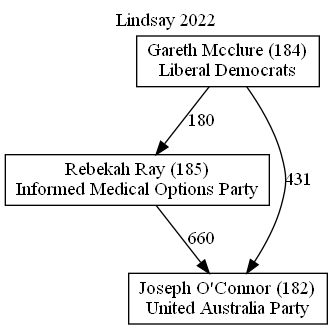 Lindsay 2022
Gareth Mcclure (184)
Liberal Democrats
180
Rebekah Ray (185)
Informed Medical Options Party
431
660
Joseph O'Connor (182)
United Australia Party